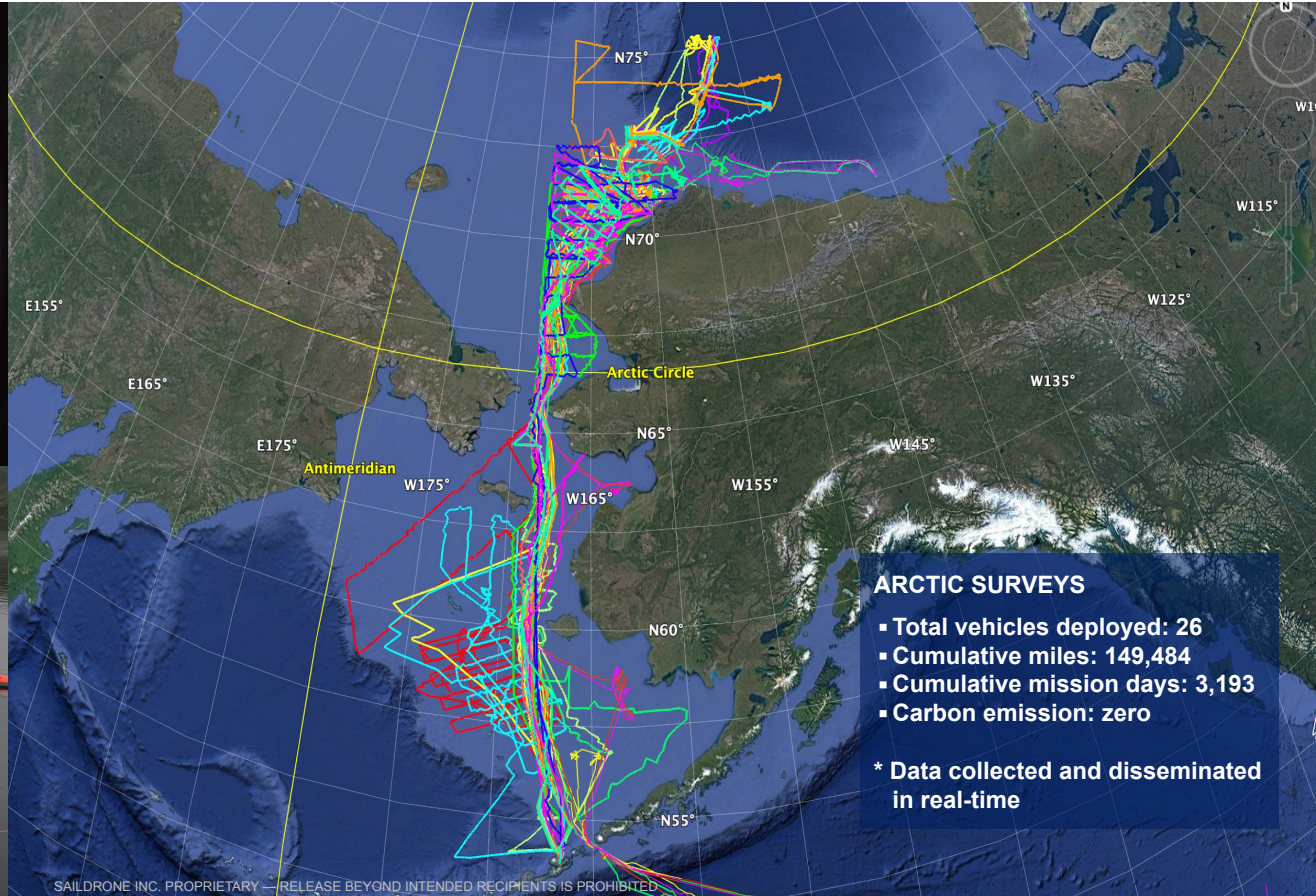 N
N75°
W1
W115°
N70°
E155°
W125°
Arctic Circle
E165°
W135°
N65°
E175°
W145°
Antimeridian
W175°
W165°
W155°
N60°
ARCTIC SURVEYS
▪ Total vehicles deployed: 26
▪ Cumulative miles: 149,484
▪ Cumulative mission days: 3,193
▪ Carbon emission: zero
* Data collected and disseminated
in real-time
N55°
SAILDRONE INC. PROPRIETARY — RELEASE BEYOND INTENDED RECIPIENTS IS PROHIBITED